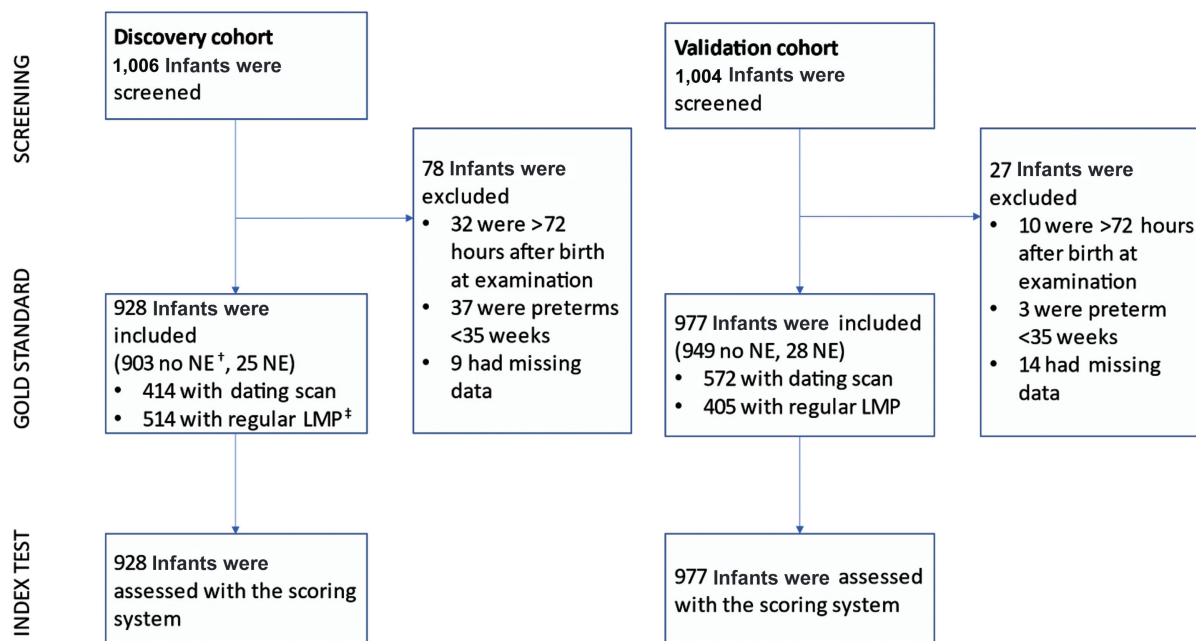 SCREENING
Discovery cohort
1,006 Infants were
screened
Validation cohort
1,004 Infants were
screened
78 Infants were
excluded
• 32 were >72
hours after birth
at examination
• 37 were preterms
<35 weeks
• 9 had missing
data
27 Infants were
excluded
• 10 were >72 hours
after birth at
examination
• 3 were preterm
<35 weeks
• 14 had missing
data
GOLD STANDARD
928 Infants were
included
(903 no NE†, 25 NE)
• 414 with dating scan
• 514 with regular LMP‡
977 Infants were included
(949 no NE, 28 NE)
• 572 with dating scan
• 405 with regular LMP
INDEX TEST
928 Infants were
assessed with the scoring
system
977 Infants were assessed
with the scoring system